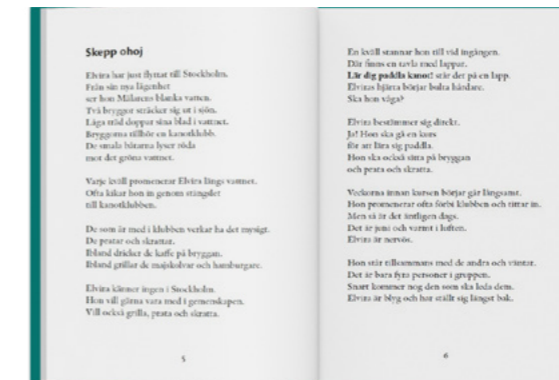 Skepp ohoj
Elvira har just flyttat till Stockholm.
Från sin nya lägenhet
ser hon Mälarens blanka vatten.
Två bryggor sträcker sig ut i sjön.
Låga träd doppar sina blad i vattnet.
Bryggorna tillhör en kanotklubb.
De smala båtarna lyser röda
mot det gröna vattnet.
Varje kväll promenerar Elvira längs vattnet.
Ofta kikar hon in genom stängslet
till kanotklubben.
De som är med i klubben verkar ha det mysigt.
De pratar och skrattar.
Ibland dricker de kaffe på bryggan.
Ibland grillar de majskolvar och hamburgare.
Elvira känner ingen i Stockholm.
Hon vill gärna vara med i gemenskapen.
Vill också grilla, prata och skratta.
5
En kväll stannar hon till vid ingången.
Där finns en tavla med lappar.
Lär dig paddla kanot! står det på en lapp.
Elviras hjärta börjar bulta hårdare.
Ska hon våga?
Elvira bestämmer sig direkt.
Ja! Hon ska gå en kurs
för att lära sig paddla.
Hon ska också sitta på bryggan
och prata och skratta.
Veckorna innan kursen börjar går långsamt.
Hon promenerar ofta förbi klubben och tittar in.
Men så är det äntligen dags.
Det är juni och varmt i luften.
Elvira är nervös.
Hon står tillsammans med de andra och väntar.
Det är bara fyra personer i gruppen.
Snart kommer nog den som ska leda dem.
Elvira är blyg och har ställt sig längst bak.
6